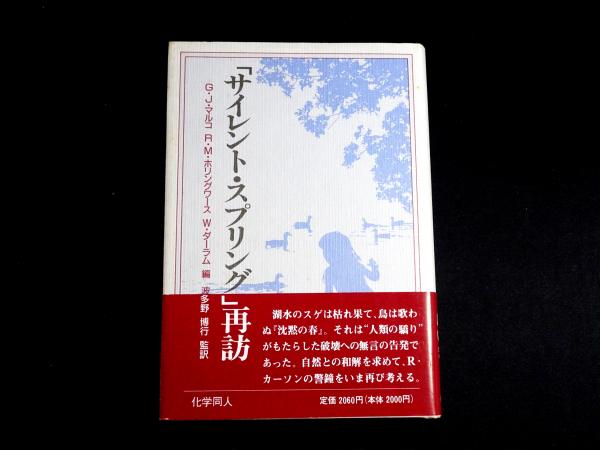 「サイレント・スプリング」再訪
G・J・マルコ R・M・ホリングワース W・ダーラム 編 波多野 博行 監訳
湖水のスゲは枯れ果て、鳥は歌わ
ぬ『沈黙の春』。それは“人類の驕り”
がもたらした破壊への無言の告発で
あった。自然との和解を求めて、R・
カーソンの警鐘をいま再び考える。
化学同人
定価2060円(本体2000円)